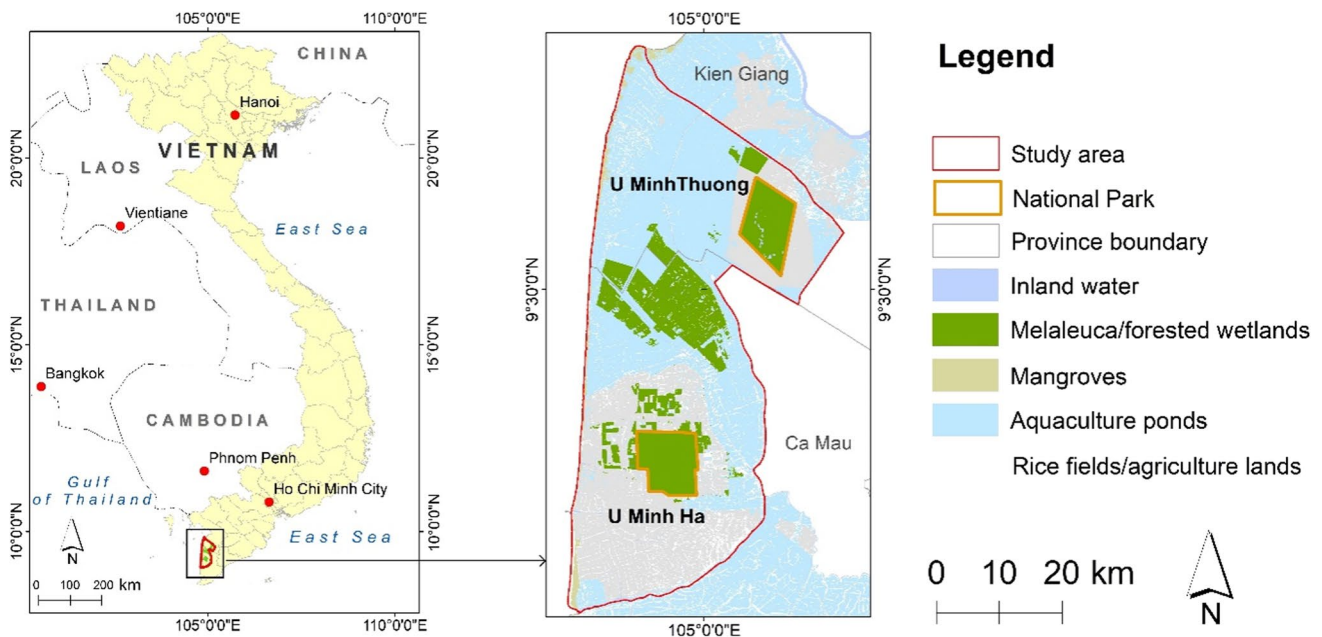 105°0'0"E
110°0'0"E
CHINA
Hanoi
VIETNAM
LAOS
Vientiane
East Sea
THAILAND
Bangkok
CAMBODIA
Phnom Penh
Ho Chi Minh City
Gulf
of Thailand
East Sea
N
0 100 200 km
20°0'0"N
15°0'0"N
10°0'0"N
20°0'0"N
15°0'0"N
10°0'0"N
105°0'0"E
110°0'0"E
105°0'0"E
Kien Giang
U MinhThuong
9°30'0"N
9°30'0"N
Ca Mau
U Minh Ha
105°0'0"E
Legend
Study area
National Park
Province boundary
Inland water
Melaleuca/forested wetlands
Mangroves
Aquaculture ponds
Rice fields/agriculture lands
0 10 20 km
N